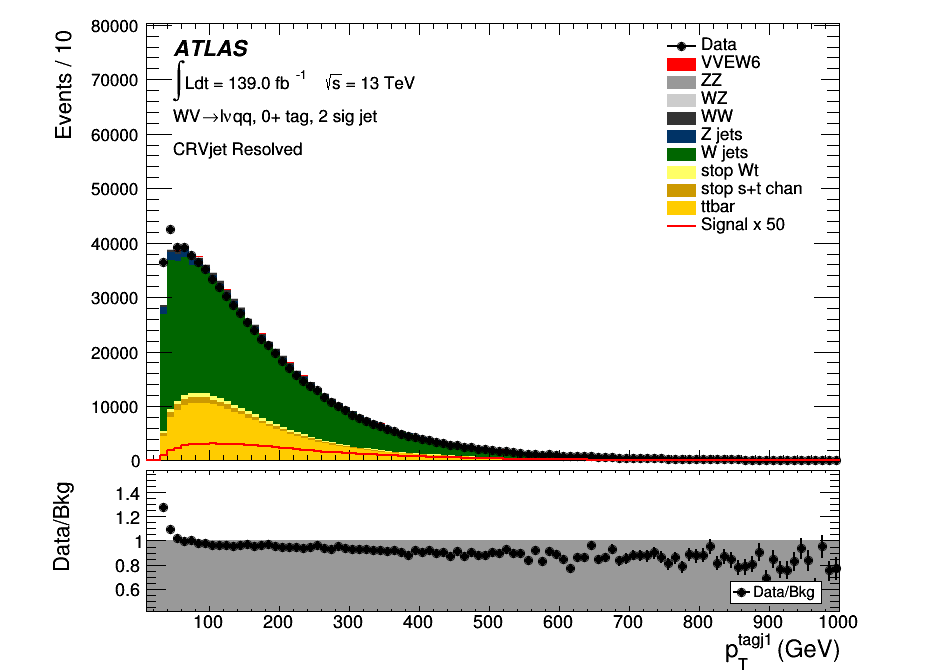 80000
70000
60000
50000
40000
30000
20000
10000
0
Events / 10
ATLAS
∫Ldt = 139.0 fb -1 √s = 13 TeV
WV→lνqq, 0+ tag, 2 sig jet
CRVjet Resolved
Data
VVEW6
ZZ
WZ
WW
Z jets
W jets
stop Wt
stop s+t chan
ttbar
Signal x 50
Data/Bkg
1.4
1.2
1
0.8
0.6
Data/Bkg
100 200 300 400 500 600 700 800 900 1000
p_T^tagj1 (GeV)